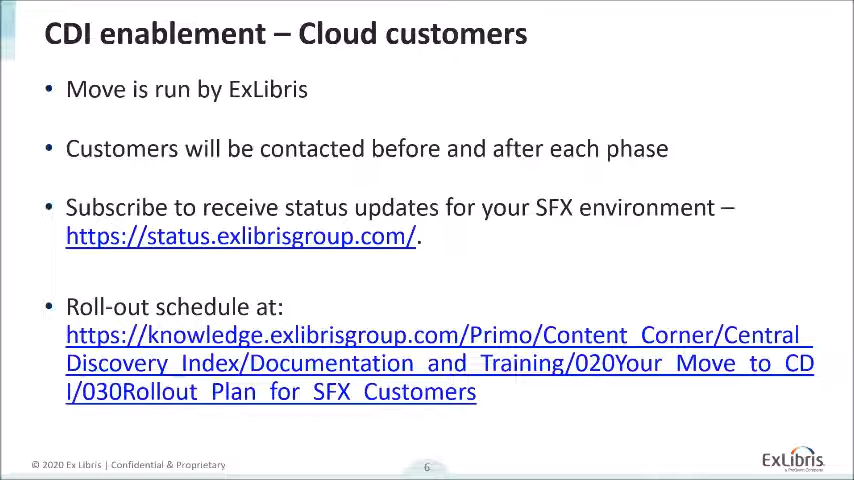 CDI enablement – Cloud customers
• Move is run by ExLibris
• Customers will be contacted before and after each phase
• Subscribe to receive status updates for your SFX environment –
https://status.exlibrisgroup.com/.
• Roll-out schedule at:
https://knowledge.exlibrisgroup.com/Primo/Content_Corner/Central_
Discovery_Index/Documentation_and_Training/020Your_Move_to_CD
I/030Rollout_Plan_for_SFX_Customers
© 2020 Ex Libris | Confidential & Proprietary
6
ExLibris
a ProQuest Company